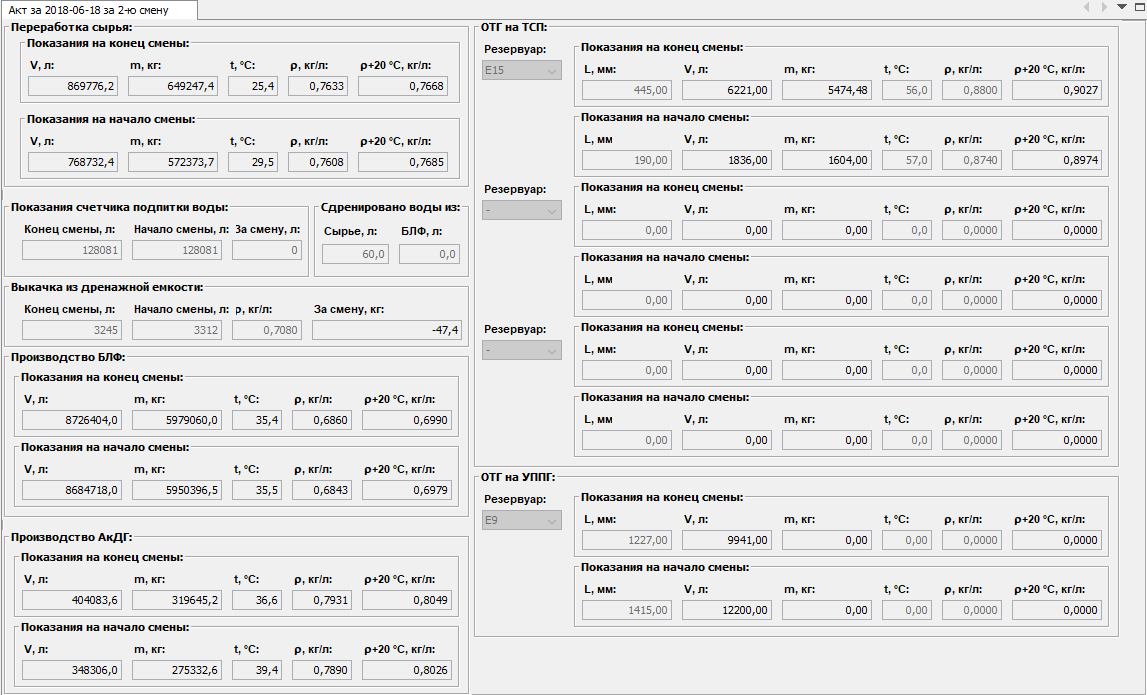 Акт за 2018-06-18 за 2-ю смену
Переработка сырья:
Показания на конец смены:
V, л: m, кг: t, °C: ρ, кг/л: ρ+20 °C, кг/л:
869776,2 649247,4 25,4 0,7633 0,7668
Показания на начало смены:
V, л: m, кг: t, °C: ρ, кг/л: ρ+20 °C, кг/л:
768732,4 572373,7 29,5 0,7608 0,7685
Показания счетчика подпитки воды:
Конец смены, л: Начало смены, л: За смену, л:
128081 128081 0
Сдренировано воды из:
Сырье, л: БЛФ, л:
60,0 0,0
Выкачка из дренажной емкости:
Конец смены, л: Начало смены, л: ρ, кг/л: За смену, кг:
3245 3312 0,7080 -47,4
Производство БЛФ:
Показания на конец смены:
V, л: m, кг: t, °C: ρ, кг/л: ρ+20 °C, кг/л:
8726404,0 5979060,0 35,4 0,6860 0,6990
Показания на начало смены:
V, л: m, кг: t, °C: ρ, кг/л: ρ+20 °C, кг/л:
8684718,0 5950396,5 35,5 0,6843 0,6979
Производство АкДГ:
Показания на конец смены:
V, л: m, кг: t, °C: ρ, кг/л: ρ+20 °C, кг/л:
404083,6 319645,2 36,6 0,7931 0,8049
Показания на начало смены:
V, л: m, кг: t, °C: ρ, кг/л: ρ+20 °C, кг/л:
348306,0 275332,6 39,4 0,7890 0,8026
ОТГ на ТСП:
Резервуар:
E15
Показания на конец смены:
L, мм: V, л: m, кг: t, °C: ρ, кг/л: ρ+20 °C, кг/л:
445,00 6221,00 5474,48 56,0 0,8800 0,9027
Показания на начало смены:
L, мм V, л: m, кг: t, °C: ρ, кг/л: ρ+20 °C, кг/л:
190,00 1836,00 1604,00 57,0 0,8740 0,8974
Резервуар:
-
Показания на конец смены:
L, мм: V, л: m, кг: t, °C: ρ, кг/л: ρ+20 °C, кг/л:
0,00 0,00 0,00 0,0 0,0000 0,0000
Показания на начало смены:
L, мм V, л: m, кг: t, °C: ρ, кг/л: ρ+20 °C, кг/л:
0,00 0,00 0,00 0,0 0,0000 0,0000
Резервуар:
-
Показания на конец смены:
L, мм: V, л: m, кг: t, °C: ρ, кг/л: ρ+20 °C, кг/л:
0,00 0,00 0,00 0,0 0,0000 0,0000
Показания на начало смены:
L, мм V, л: m, кг: t, °C: ρ, кг/л: ρ+20 °C, кг/л:
0,00 0,00 0,00 0,0 0,0000 0,0000
ОТГ на УППГ:
Резервуар:
E9
Показания на конец смены:
L, мм: V, л: m, кг: t, °C: ρ, кг/л: ρ+20 °C, кг/л:
1227,00 9941,00 0,00 0,00 0,0000 0,0000
Показания на начало смены:
L, мм: V, л: m, кг: t, °C: ρ, кг/л: ρ+20 °C, кг/л:
1415,00 12200,00 0,00 0,00 0,0000 0,0000